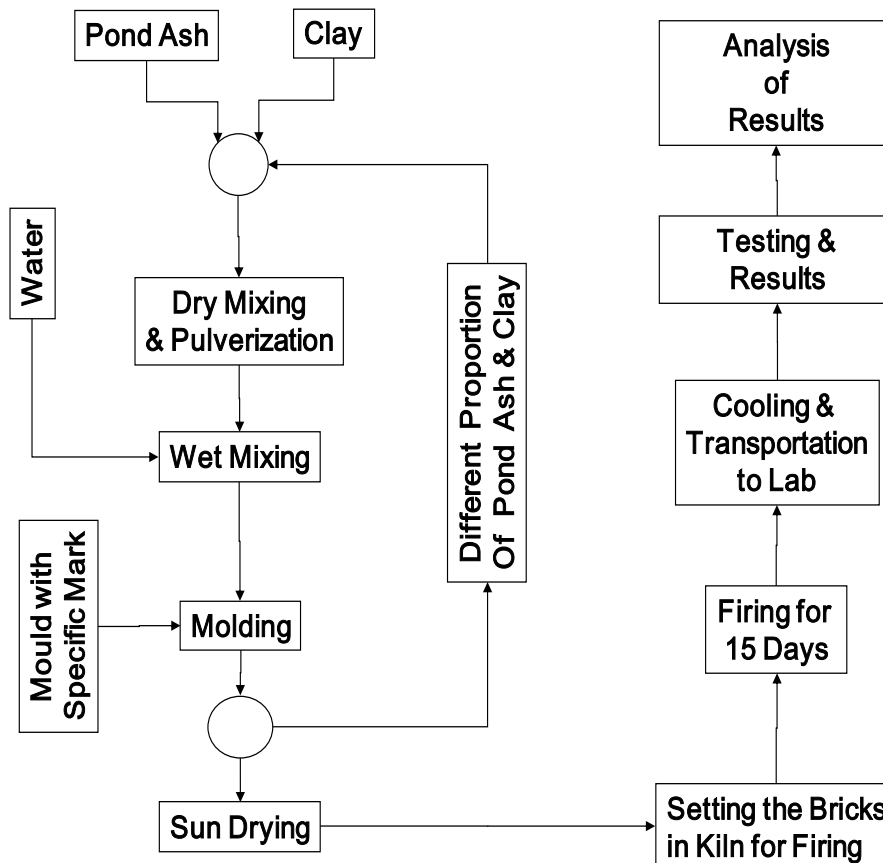 Pond Ash
Clay
Water
Dry Mixing
& Pulverization
Wet Mixing
Mould with
Specific Mark
Molding
Different Proportion
Of Pond Ash & Clay
Sun Drying
Setting the Bricks
in Kiln for Firing
Firing for
15 Days
Cooling &
Transportation
to Lab
Testing &
Results
Analysis
of
Results